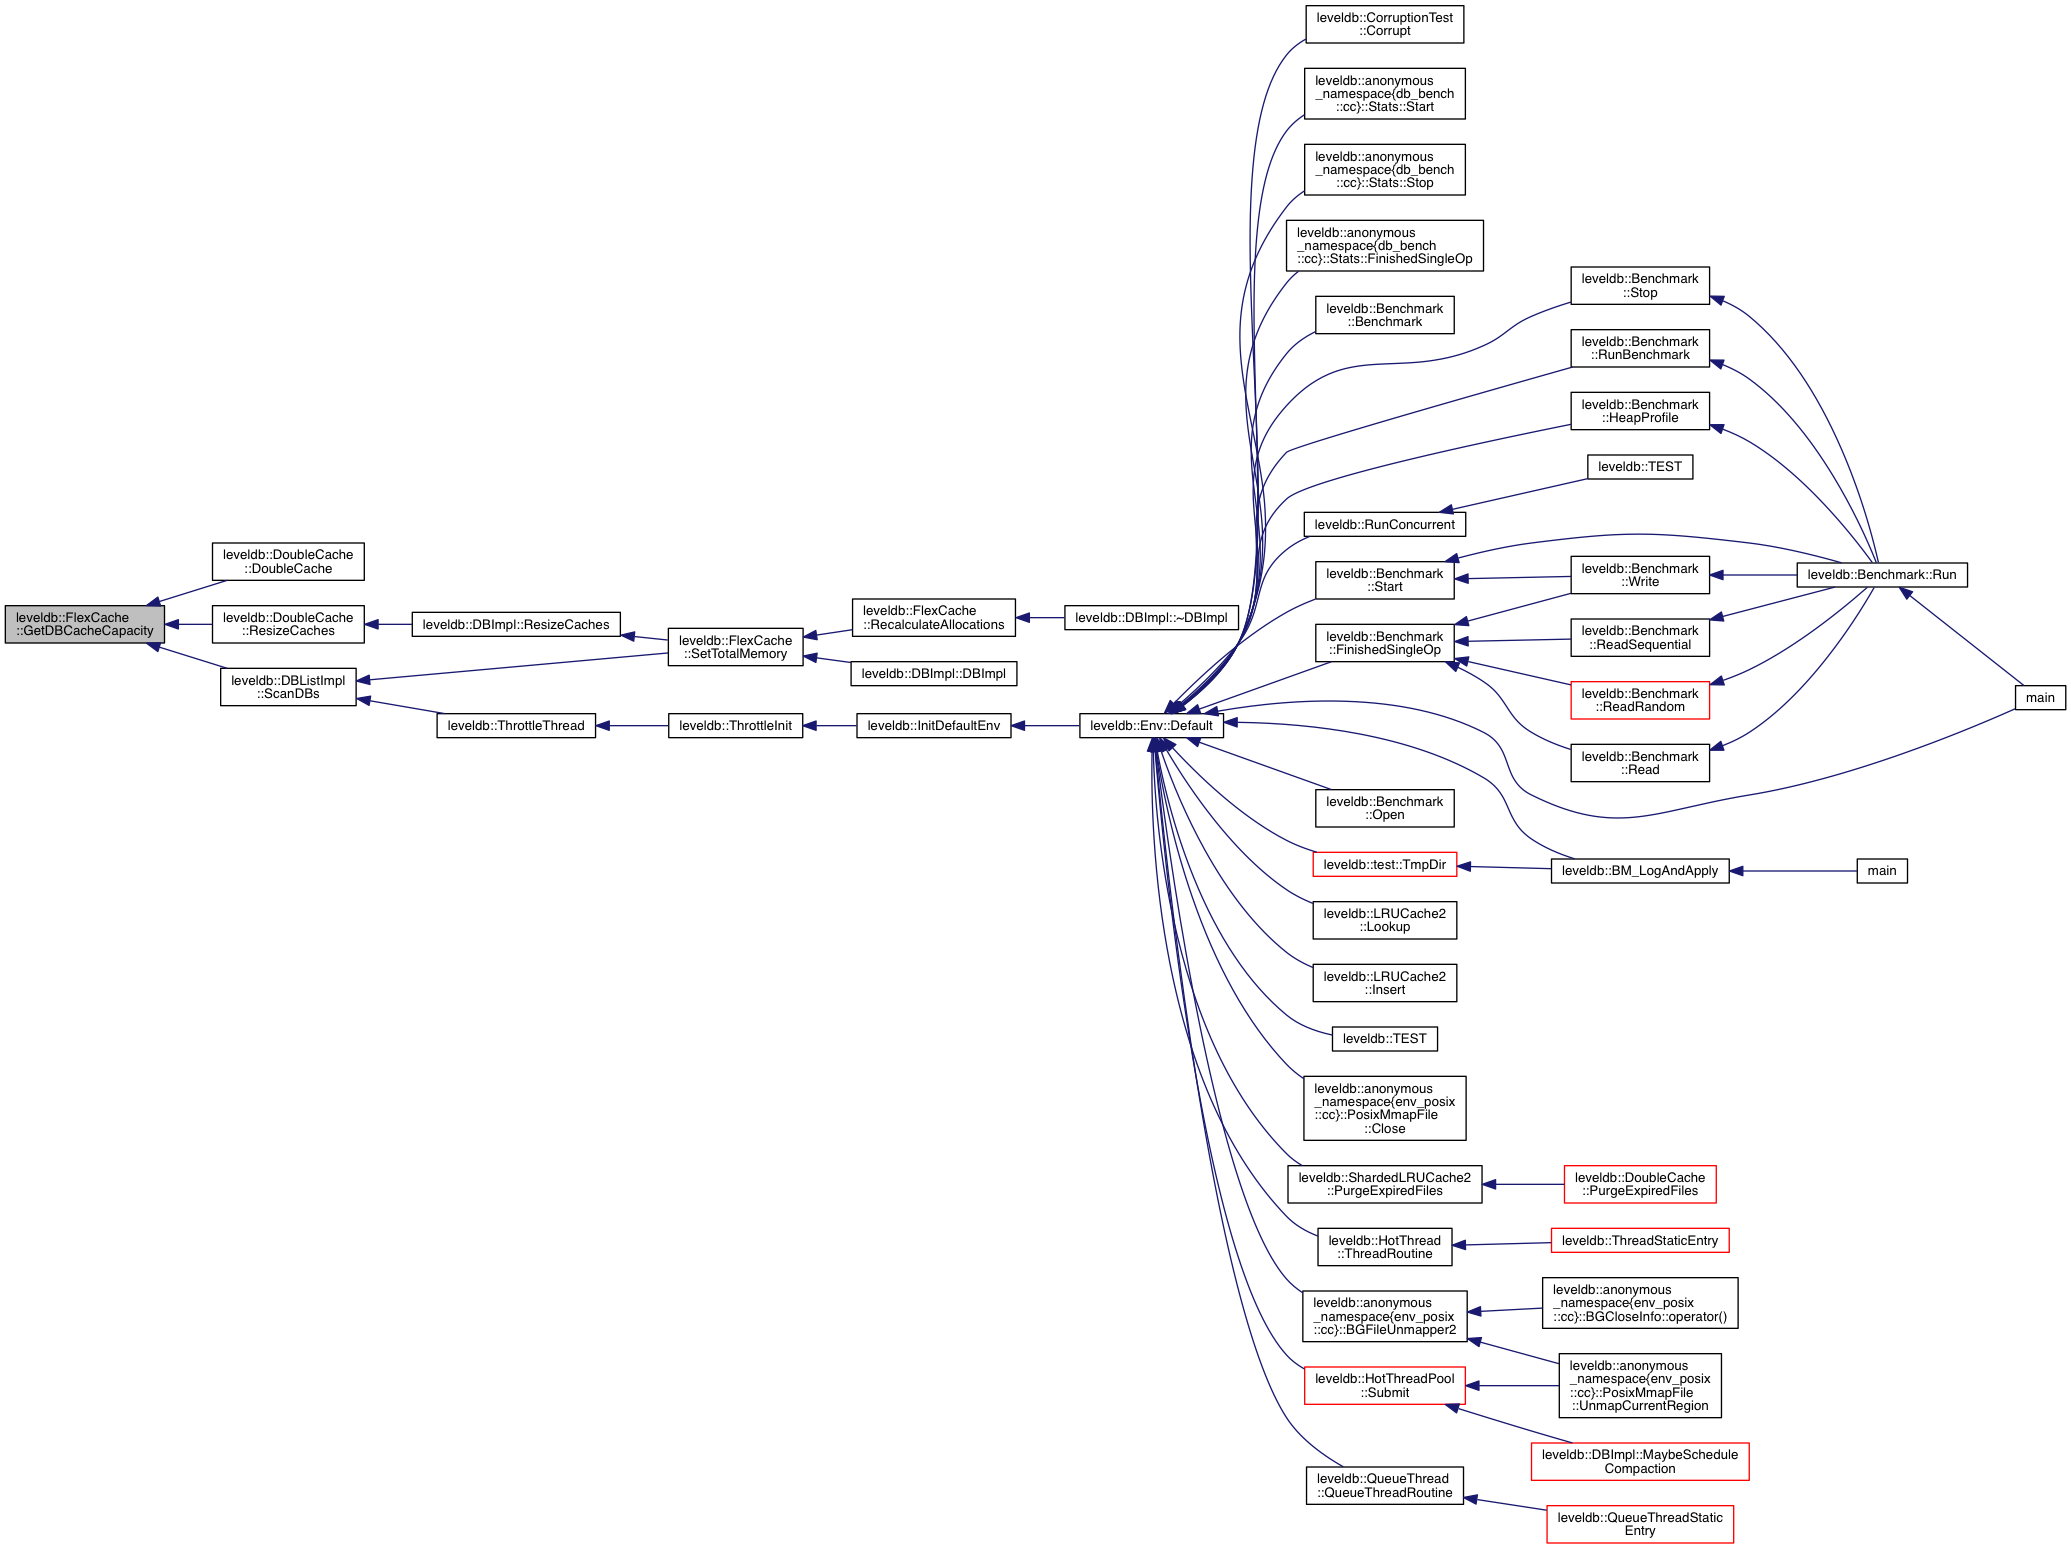 leveldb::FlexCache
::GetDBCacheCapacity
leveldb::DoubleCache
::DoubleCache
leveldb::DoubleCache
::ResizeCaches
leveldb::DBListImpl
::ScanDBs
leveldb::DBImpl::ResizeCaches
leveldb::ThrottleThread
leveldb::FlexCache
::SetTotalMemory
leveldb::ThrottleInit
leveldb::FlexCache
::RecalculateAllocations
leveldb::DBImpl::DBImpl
leveldb::InitDefaultEnv
leveldb::DBImpl::~DBImpl
leveldb::Env::Default
leveldb::CorruptionTest
::Corrupt
leveldb::anonymous
_namespace{db_bench
::cc}::Stats::Start
leveldb::anonymous
_namespace{db_bench
::cc}::Stats::Stop
leveldb::anonymous
_namespace{db_bench
::cc}::Stats::FinishedSingleOp
leveldb::Benchmark
::Benchmark
leveldb::RunConcurrent
leveldb::Benchmark
::Start
leveldb::Benchmark
::FinishedSingleOp
leveldb::Benchmark
::Open
leveldb::test::TmpDir
leveldb::LRUCache2
::Lookup
leveldb::LRUCache2
::Insert
leveldb::TEST
leveldb::anonymous
_namespace{env_posix
::cc}::PosixMmapFile
::Close
leveldb::ShardedLRUCache2
::PurgeExpiredFiles
leveldb::HotThread
::ThreadRoutine
leveldb::anonymous
_namespace{env_posix
::cc}::BGFileUnmapper2
leveldb::HotThreadPool
::Submit
leveldb::QueueThread
::QueueThreadRoutine
leveldb::Benchmark
::Stop
leveldb::Benchmark
::RunBenchmark
leveldb::Benchmark
::HeapProfile
leveldb::TEST
leveldb::Benchmark
::Write
leveldb::Benchmark
::ReadSequential
leveldb::Benchmark
::ReadRandom
leveldb::Benchmark
::Read
leveldb::BM_LogAndApply
leveldb::DoubleCache
::PurgeExpiredFiles
leveldb::ThreadStaticEntry
leveldb::anonymous
_namespace{env_posix
::cc}::BGCloseInfo::operator()
leveldb::anonymous
_namespace{env_posix
::cc}::PosixMmapFile
::UnmapCurrentRegion
leveldb::DBImpl::MaybeSchedule
Compaction
leveldb::QueueThreadStatic
Entry
leveldb::Benchmark::Run
main
main